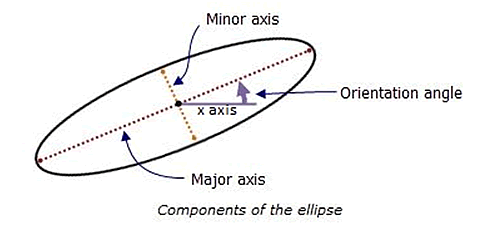 Minor axis
Orientation angle
x axis
Major axis
Components of the ellipse